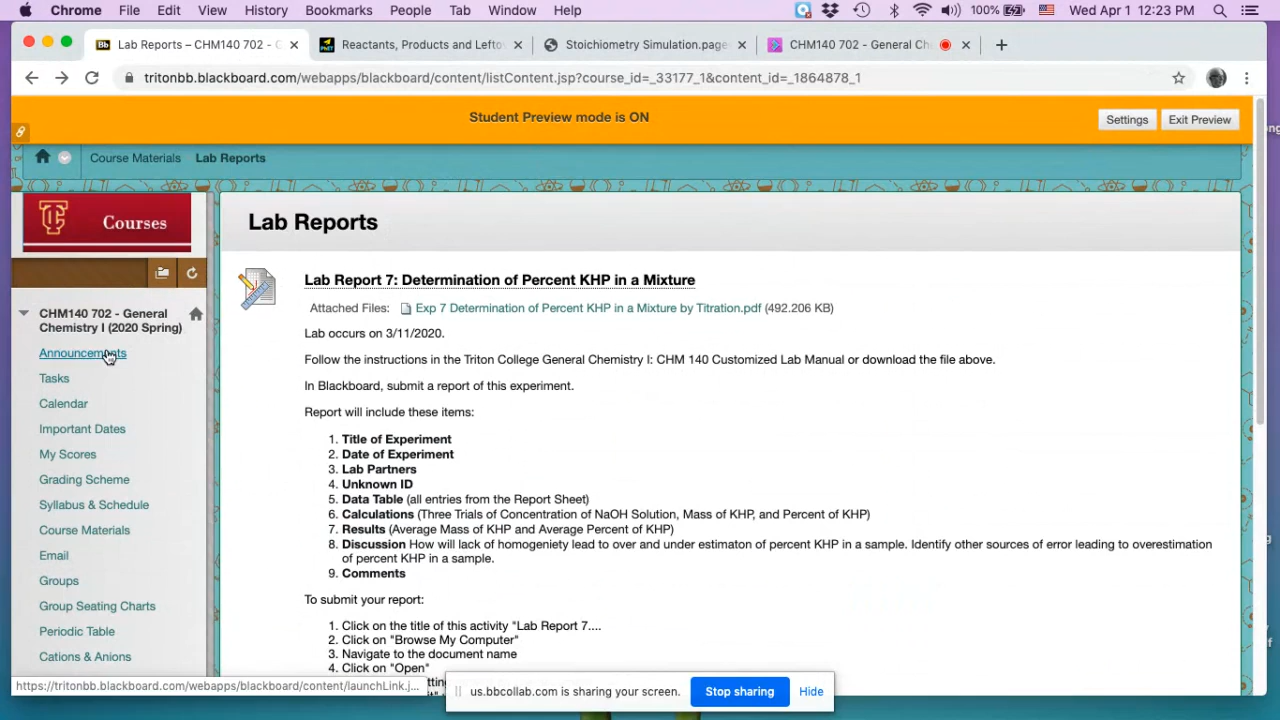 Chrome File Edit View History Bookmarks People Tab Window Help 100% Wed Apr 1 12:23 PM
Bb Lab Reports – CHM140 702 - G Reactants, Products and Lefto Stoichiometry Simulation.page CHM140 702 - General Ch
tritonbb.blackboard.com/webapps/blackboard/content/listContent.jsp?course_id=_33177_1&content_id=_1864878_1
Student Preview mode is ON
Settings Exit Preview
Course Materials Lab Reports
Courses
Lab Reports
Lab Report 7: Determination of Percent KHP in a Mixture
Attached Files: Exp 7 Determination of Percent KHP in a Mixture by Titration.pdf (492.206 KB)
Lab occurs on 3/11/2020.
Follow the instructions in the Triton College General Chemistry I: CHM 140 Customized Lab Manual or download the file above.
In Blackboard, submit a report of this experiment.
Report will include these items:
1. Title of Experiment
2. Date of Experiment
3. Lab Partners
4. Unknown ID
5. Data Table (all entries from the Report Sheet)
6. Calculations (Three Trials of Concentration of NaOH Solution, Mass of KHP, and Percent of KHP)
7. Results (Average Mass of KHP and Average Percent of KHP)
8. Discussion How will lack of homogeniety lead to over and under estimaton of percent KHP in a sample. Identify other sources of error leading to overestimation
of percent KHP in a sample.
9. Comments
To submit your report:
1. Click on the title of this activity "Lab Report 7....
2. Click on "Browse My Computer"
3. Navigate to the document name
4. Click on "Open"
CHM140 702 - General
Chemistry I (2020 Spring)
Announcements
Tasks
Calendar
Important Dates
My Scores
Grading Scheme
Syllabus & Schedule
Course Materials
Email
Groups
Group Seating Charts
Periodic Table
Cations & Anions
https://tritonbb.blackboard.com/webapps/blackboard/content/launchLink.j...
us.bbcollab.com is sharing your screen. Stop sharing Hide